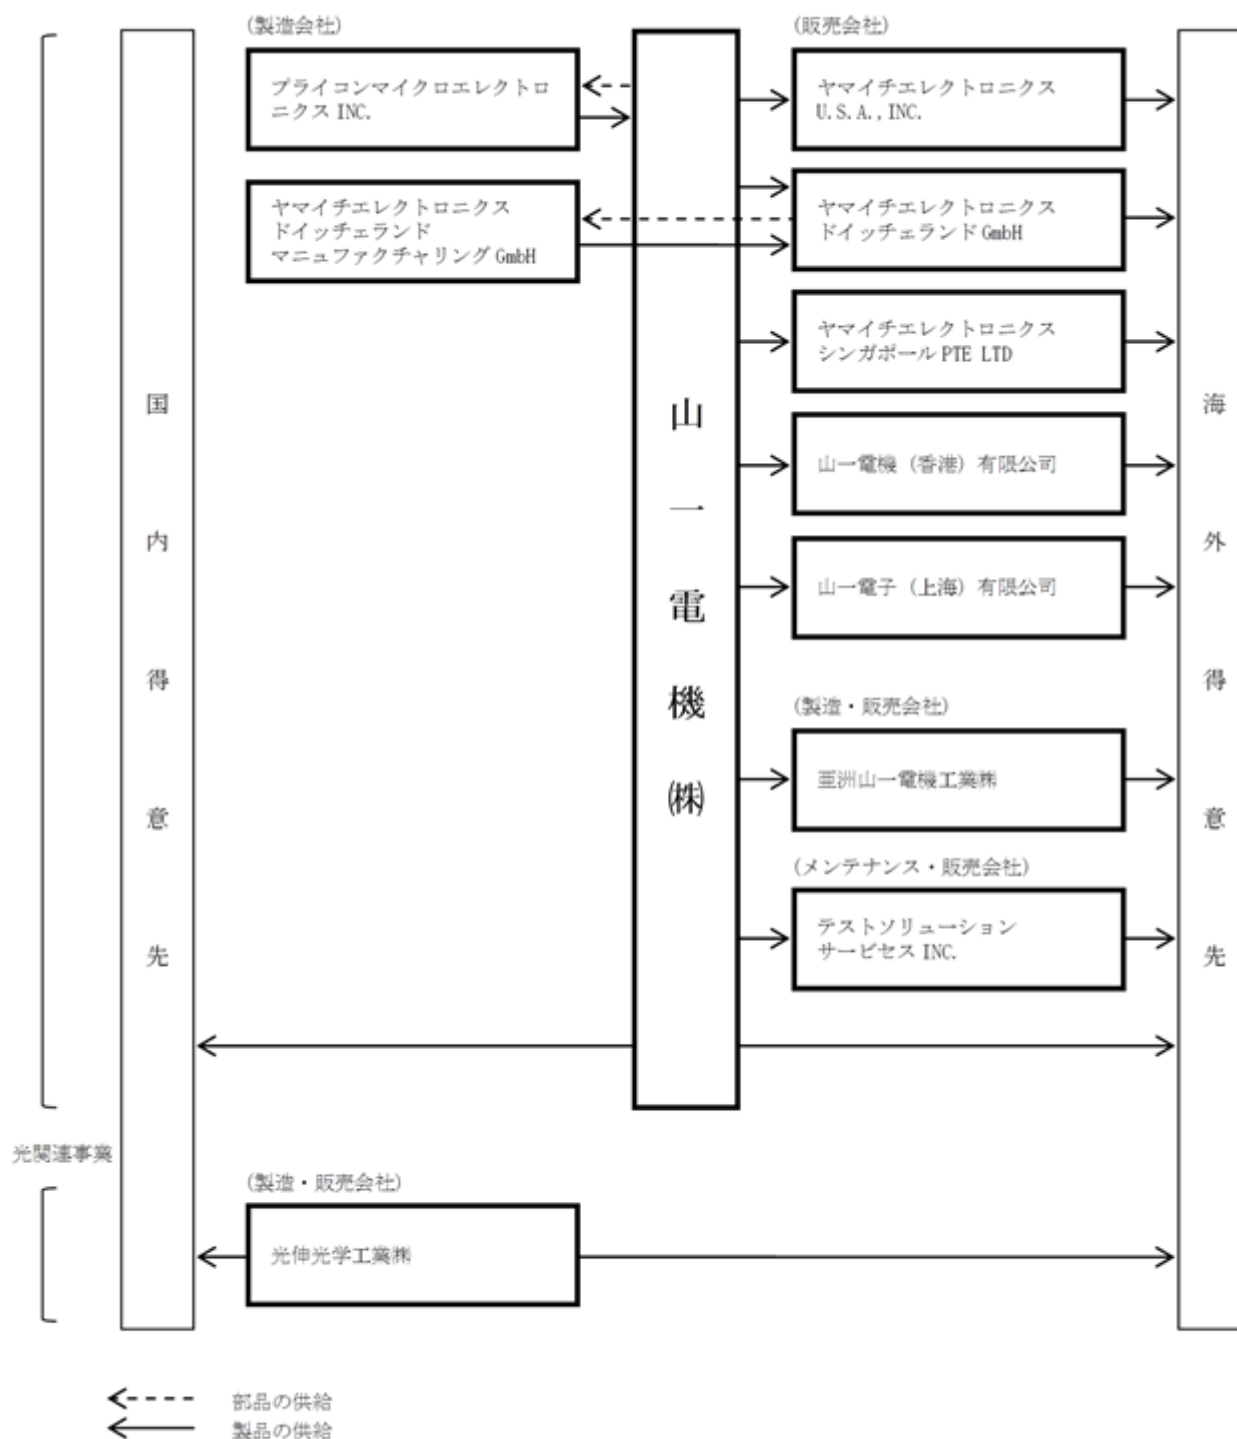 (製造会社)
プライコンマイクロエレクトロ
ニクス INC.
ヤマイチエレクトロニクス
ドイッチェランド
マニュファクチャリング GmbH
国内得意先
山一電機㈱
(販売会社)
ヤマイチエレクトロニクス
U.S.A.,INC.
ヤマイチエレクトロニクス
ドイッチェランド GmbH
ヤマイチエレクトロニクス
シンガポール PTE LTD
山一電機（香港）有限公司
山一電子（上海）有限公司
(製造・販売会社)
亜洲山一電機工業㈱
(メンテナンス・販売会社)
テストソリューション
サービセス INC.
海外得意先
光関連事業
(製造・販売会社)
光伸光学工業㈱
部品の供給
製品の供給